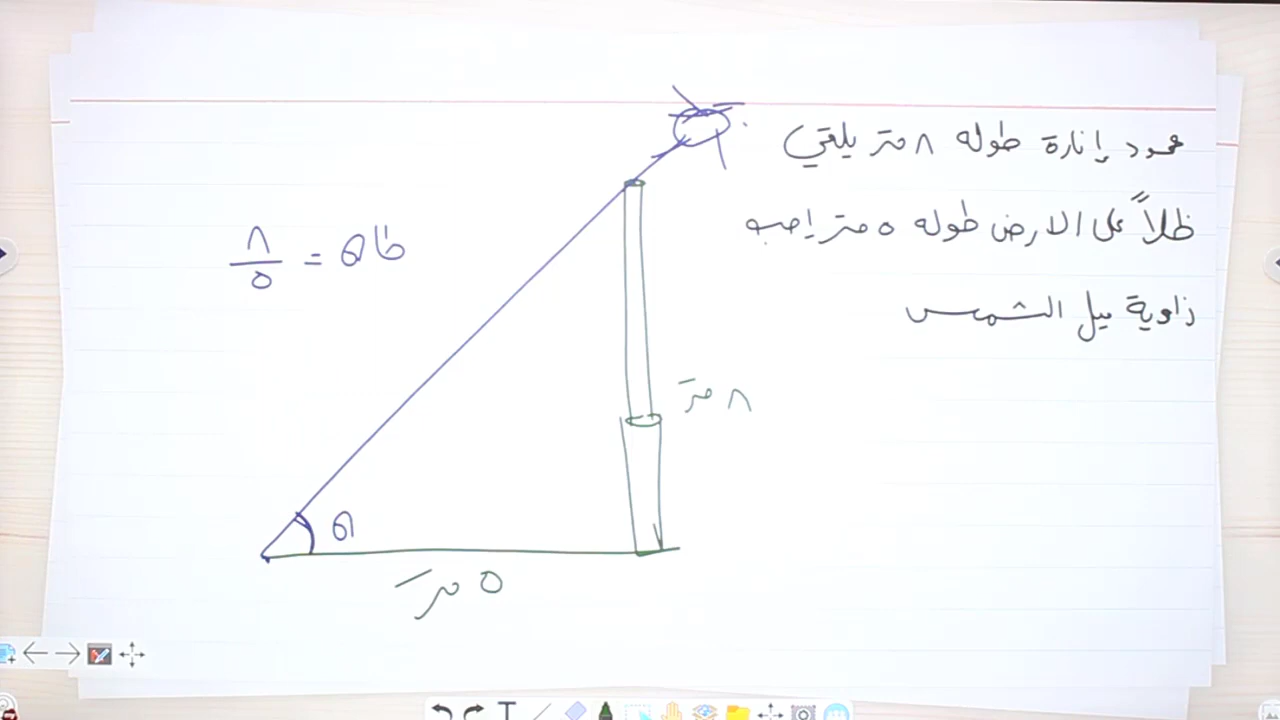 عمود إنارة طوله ٨ متر يلقي
ظلاً على الارض طوله ٥ متر إحسب
زاوية ميل الشمس
ظا θ = ٨/٥
٨ متر
θ
٥ متر
T